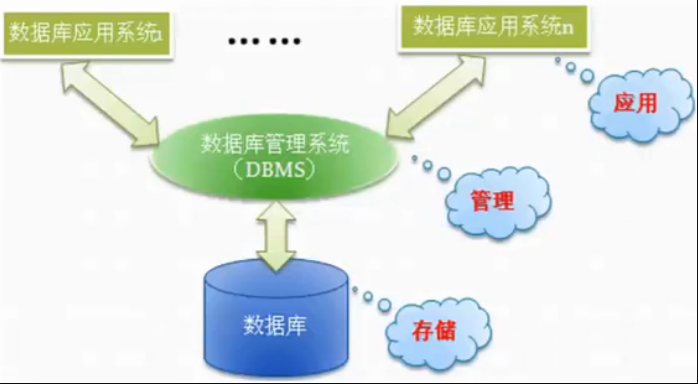 数据库应用系统1
…… 
数据库应用系统n
应用
数据库管理系统
（DBMS）
管理
数据库
存储